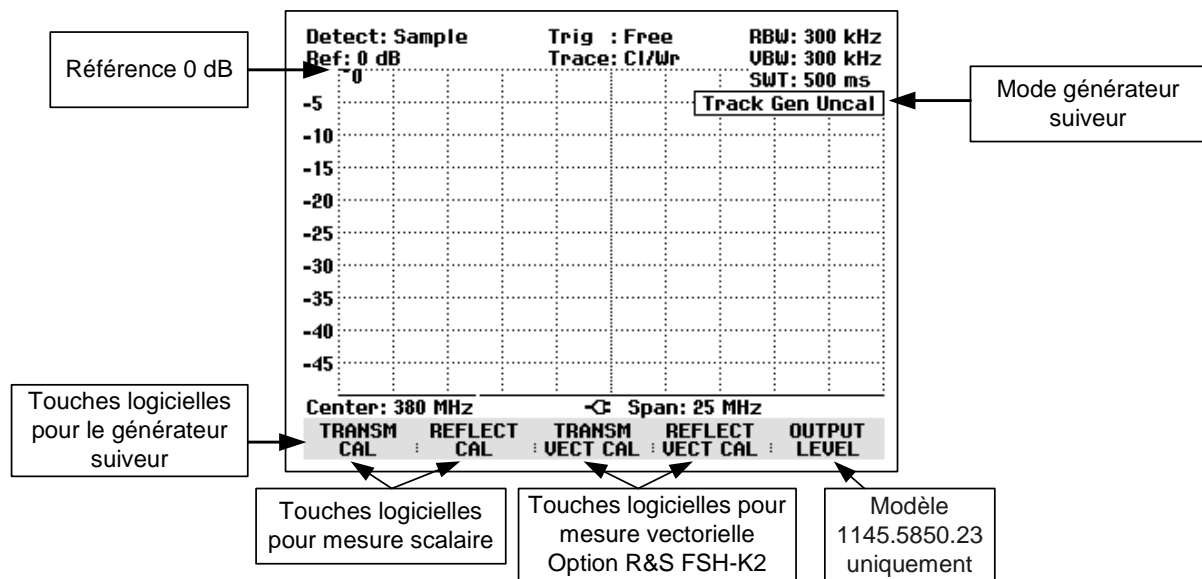 Référence 0 dB
Detect: Sample Trig : Free RBW: 300 kHz
Ref: 0 dB Trace: Cl/Wr VBW: 300 kHz
0 SWT: 500 ms
Track Gen Uncal
Mode générateur
suiveur
-5
-10
-15
-20
-25
-30
-35
-40
-45
Center: 380 MHz Span: 25 MHz
Touches logicielles
pour le générateur
suiveur
TRANSM REFLECT TRANSM REFLECT OUTPUT
CAL : CAL : VECT CAL : VECT CAL : LEVEL
Touches logicielles
pour mesure scalaire
Touches logicielles pour
mesure vectorielle
Option R&S FSH-K2
Modèle
1145.5850.23
uniquement